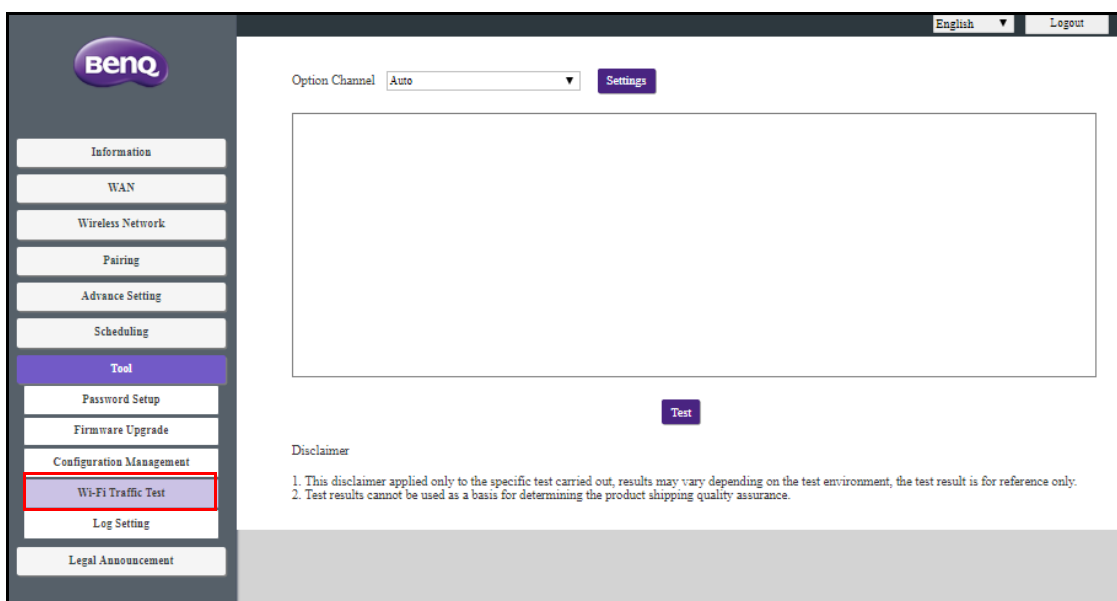 English
Logout
BenQ
Option Channel Auto Settings
Information
WAN
Wireless Network
Pairing
Advance Setting
Scheduling
Tool
Password Setup
Firmware Upgrade
Configuration Management
Wi-Fi Traffic Test
Log Setting
Legal Announcement
Test
Disclaimer
1. This disclaimer applied only to the specific test carried out, results may vary depending on the test environment, the test result is for reference only.
2. Test results cannot be used as a basis for determining the product shipping quality assurance.